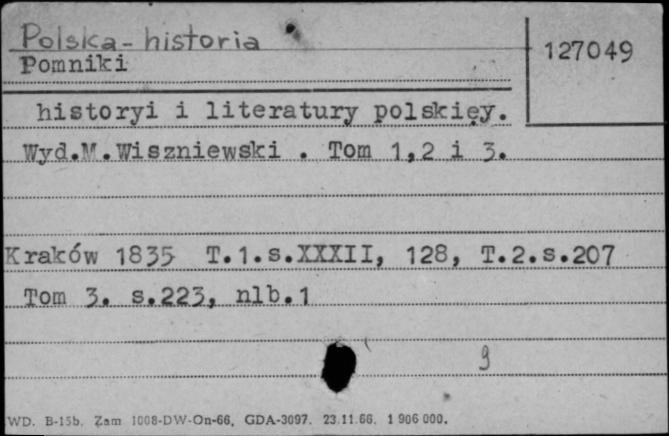 Polska - historia
127049
Pomniki
historyi i literatury polskięy.
Wyd.M.Wiszniewski . Tom 1,2 i 3.
Kraków 1835 T.1.s.XXXII, 128, T.2.s.207
Tom 3. s.223, nlb.1
9
WD. B-15b. Zam 1008-DW-On-66, GDA-3097. 23.11.66. 1 906 000.